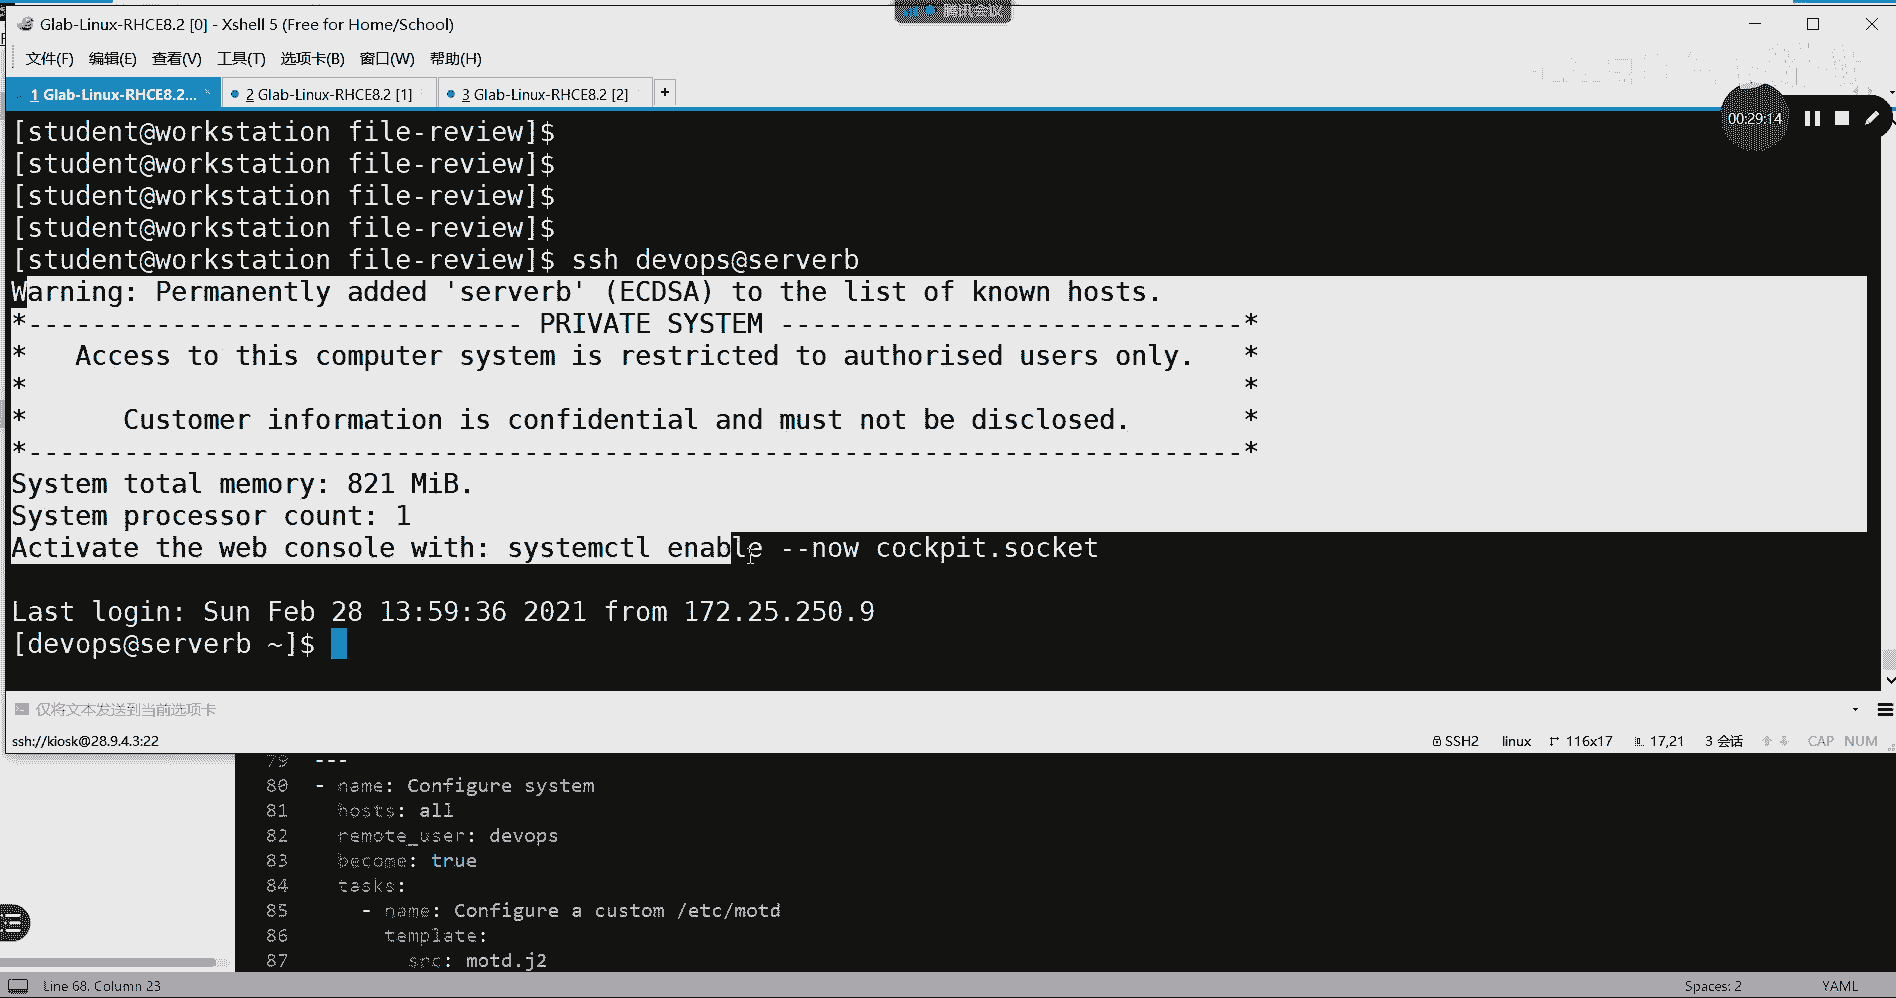 腾讯会议
Glab-Linux-RHCE8.2 [0] - Xshell 5 (Free for Home/School)
文件(F) 编辑(E) 查看(V) 工具(T) 选项卡(B) 窗口(W) 帮助(H)
1 Glab-Linux-RHCE8.2... 2 Glab-Linux-RHCE8.2 [1] 3 Glab-Linux-RHCE8.2 [2] +
00:29:14
[student@workstation file-review]$
[student@workstation file-review]$
[student@workstation file-review]$
[student@workstation file-review]$
[student@workstation file-review]$ ssh devops@serverb
Warning: Permanently added 'serverb' (ECDSA) to the list of known hosts.
*------------------------------- PRIVATE SYSTEM -----------------------------*
*   Access to this computer system is restricted to authorised users only.   *
*                                                                            *
*      Customer information is confidential and must not be disclosed.       *
*----------------------------------------------------------------------------*
System total memory: 821 MiB.
System processor count: 1
Activate the web console with: systemctl enable --now cockpit.socket
Last login: Sun Feb 28 13:59:36 2021 from 172.25.250.9
[devops@serverb ~]$
仅将文本发送到当前选项卡
ssh://kiosk@28.9.4.3:22 SSH2 linux 116x17 17,21 3 会话 CAP NUM
79 ---
80 - name: Configure system
81 hosts: all
82 remote_user: devops
83 become: true
84 tasks:
85 - name: Configure a custom /etc/motd
86 template:
87 src: motd.j2
Line 68, Column 23 Spaces: 2 YAML